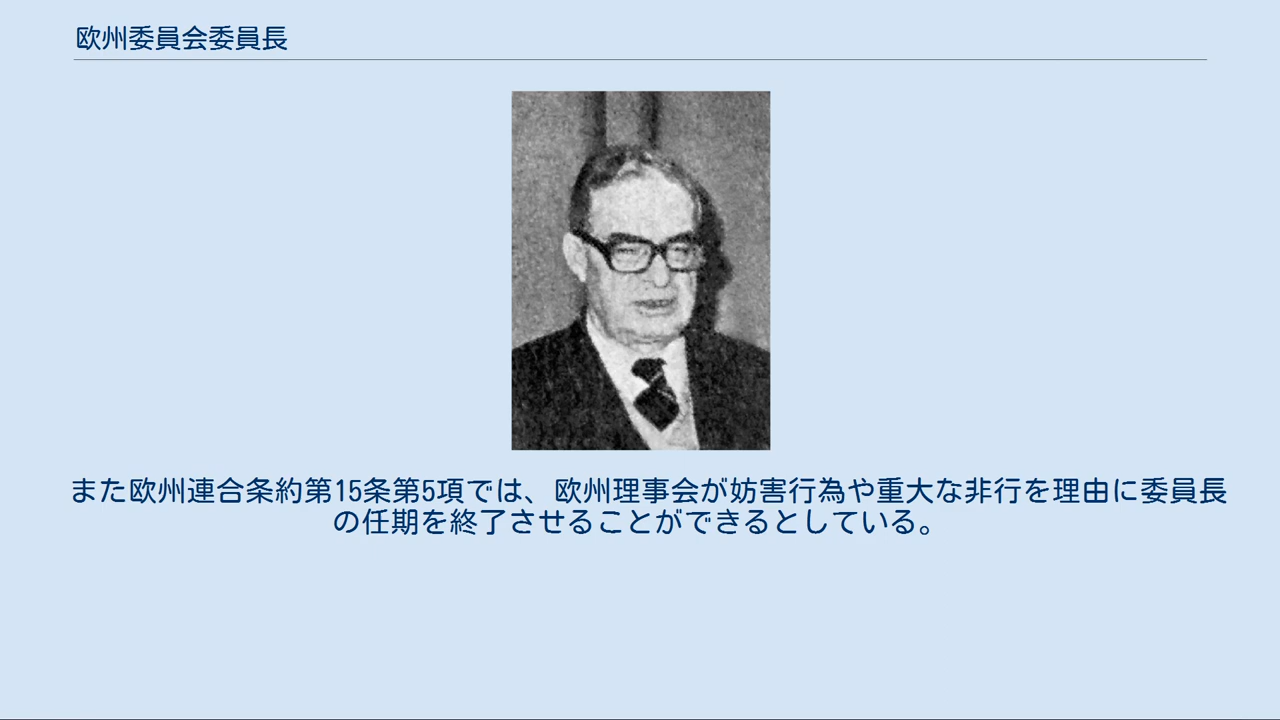 欧州委員会委員長
また欧州連合条約第15条第5項では、欧州理事会が妨害行為や重大な非行を理由に委員長
の任期を終了させることができるとしている。